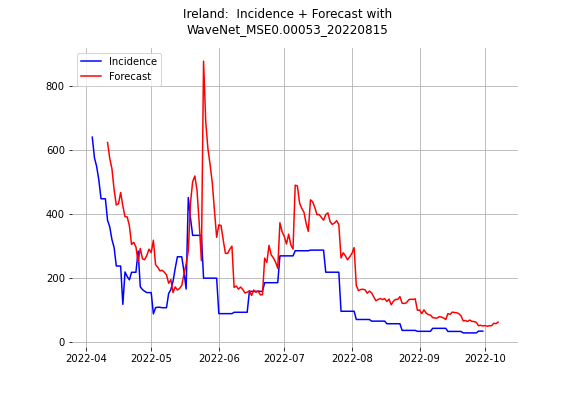 Ireland:  Incidence + Forecast with
WaveNet_MSE0.00053_20220815
Incidence
Forecast
800
600
400
200
0
2022-04 2022-05 2022-06 2022-07 2022-08 2022-09 2022-10